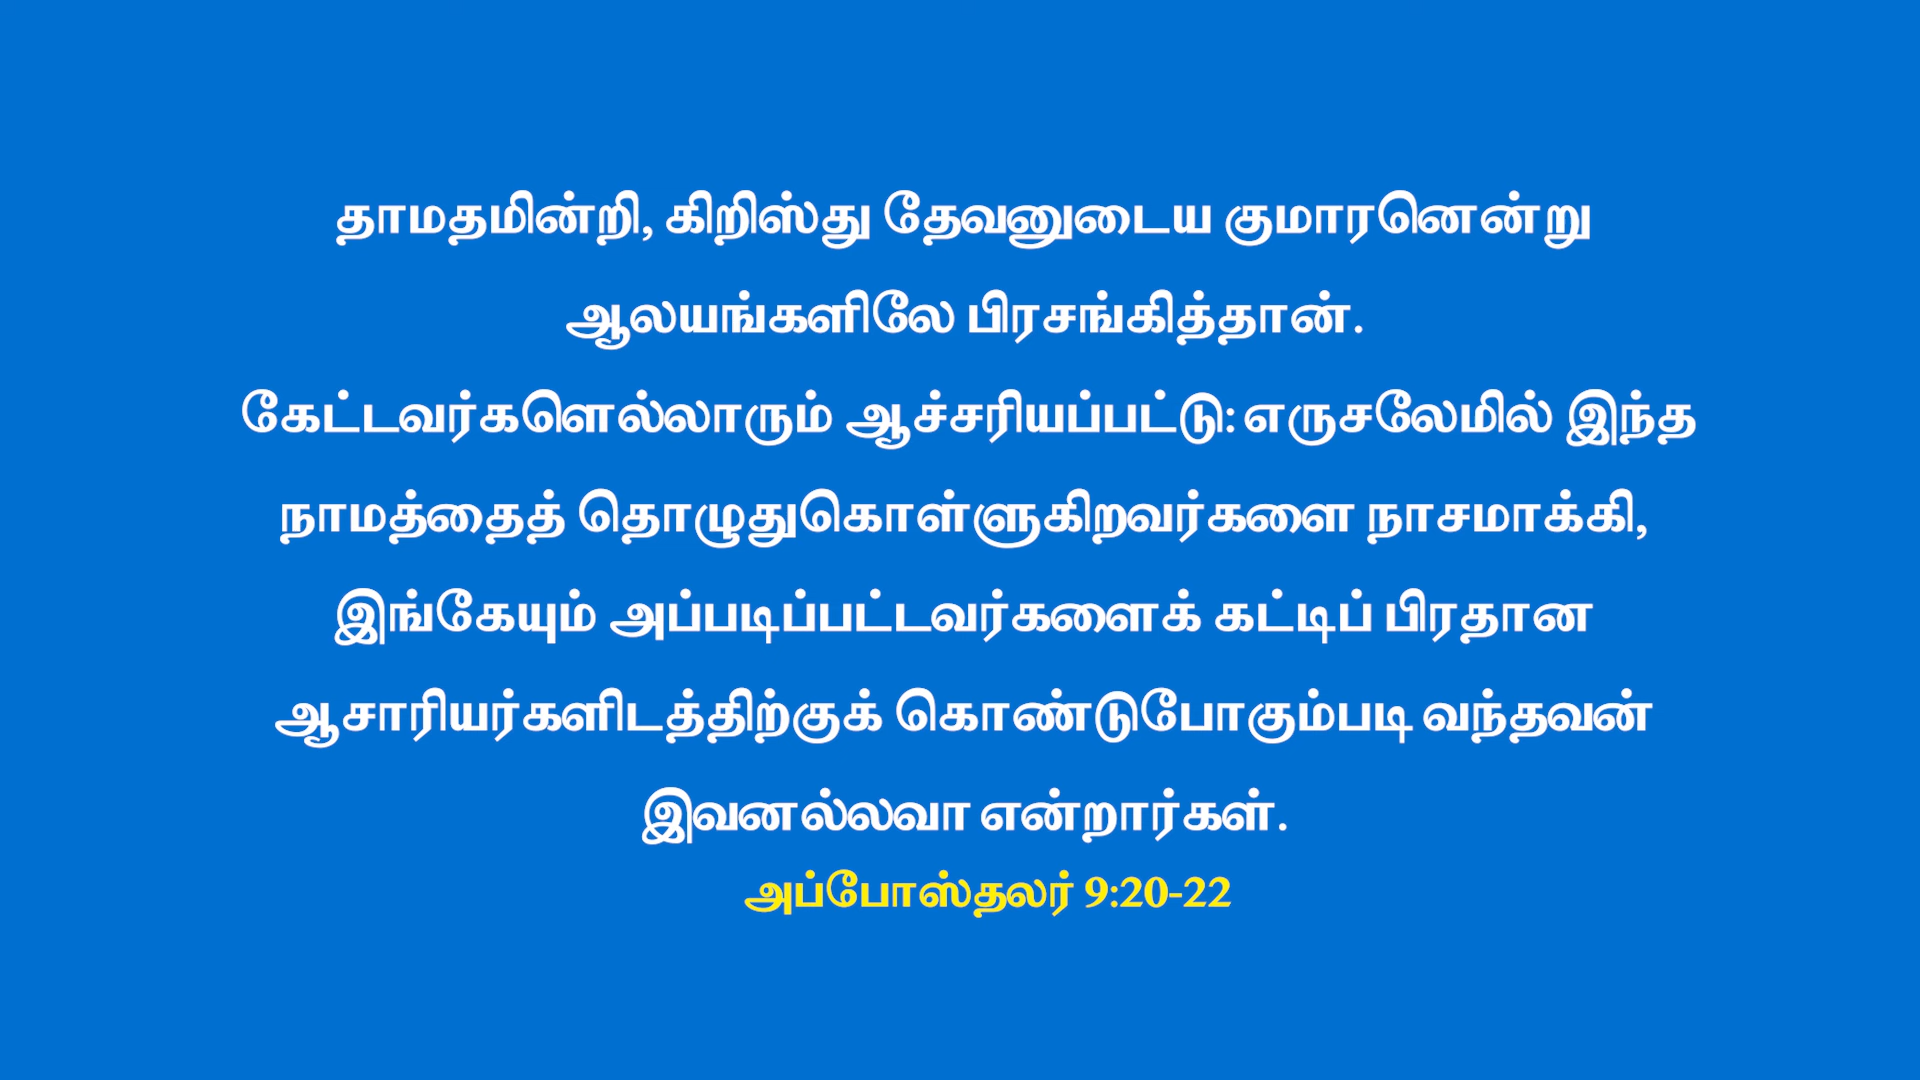 தாமதமின்றி, கிறிஸ்து தேவனுடைய குமாரனென்று
ஆலயங்களிலே பிரசங்கித்தான்.
கேட்டவர்களெல்லாரும் ஆச்சரியப்பட்டு: எருசலேமில் இந்த
நாமத்தைத் தொழுதுகொள்ளுகிறவர்களை நாசமாக்கி,
இங்கேயும் அப்படிப்பட்டவர்களைக் கட்டிப் பிரதான
ஆசாரியர்களிடத்திற்குக் கொண்டுபோகும்படி வந்தவன்
இவனல்லவா என்றார்கள்.
அப்போஸ்தலர் 9:20-22